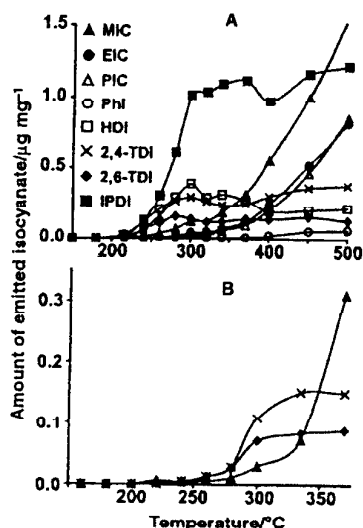 A
Amount of emitted isocyanate/μg mg⁻¹
1.5
1.0
0.5
0.0
MIC
EIC
PIC
PhI
HDI
2,4-TDI
2,6-TDI
IPDI
200 300 400 500
B
0.3
0.2
0.1
0.0
200 250 300 350
Temperature/°C